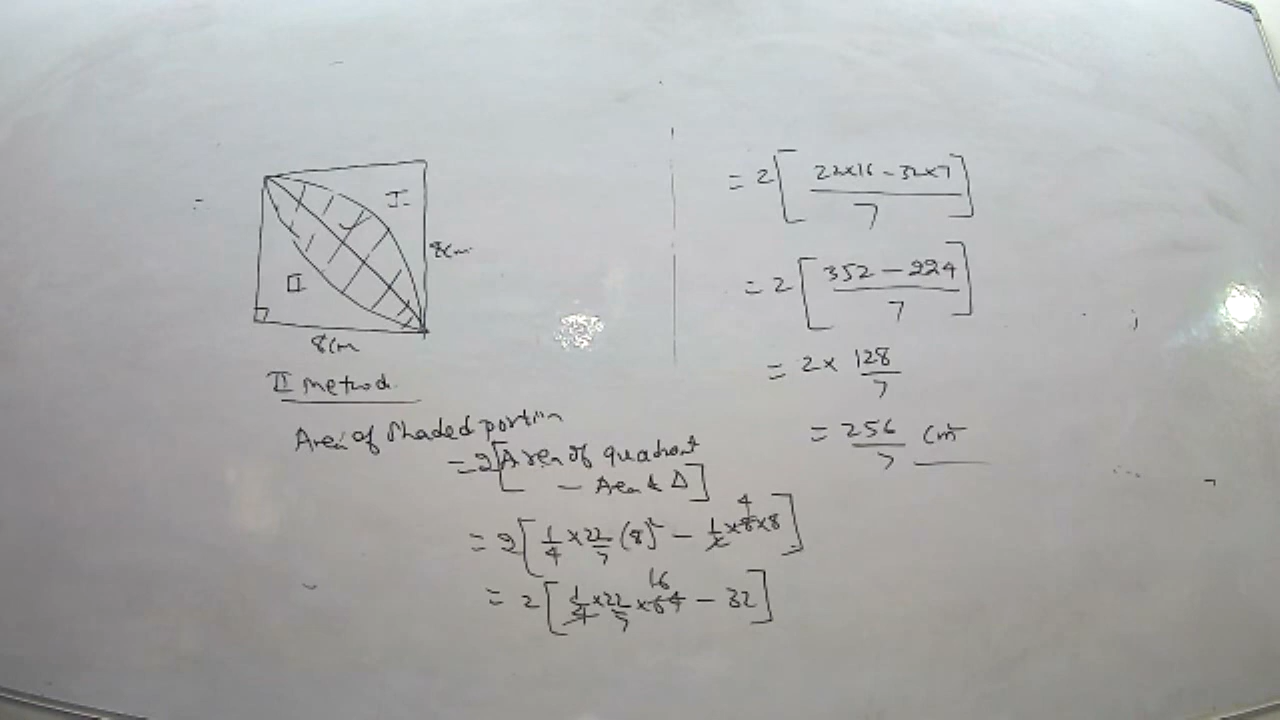 I
8cm
II
8cm
II method
Area of shaded portion
= 2[Area of quadrant
- Area of Δ]
= 2[1/4 × 22/7 (8)² - 1/2 × 8 × 8]
4
= 2[1/4 × 22/7 × 64 - 32]
16
= 2[(22×16 - 32×7)/7]
= 2[(352 - 224)/7]
= 2 × 128/7
= 256/7 cm²